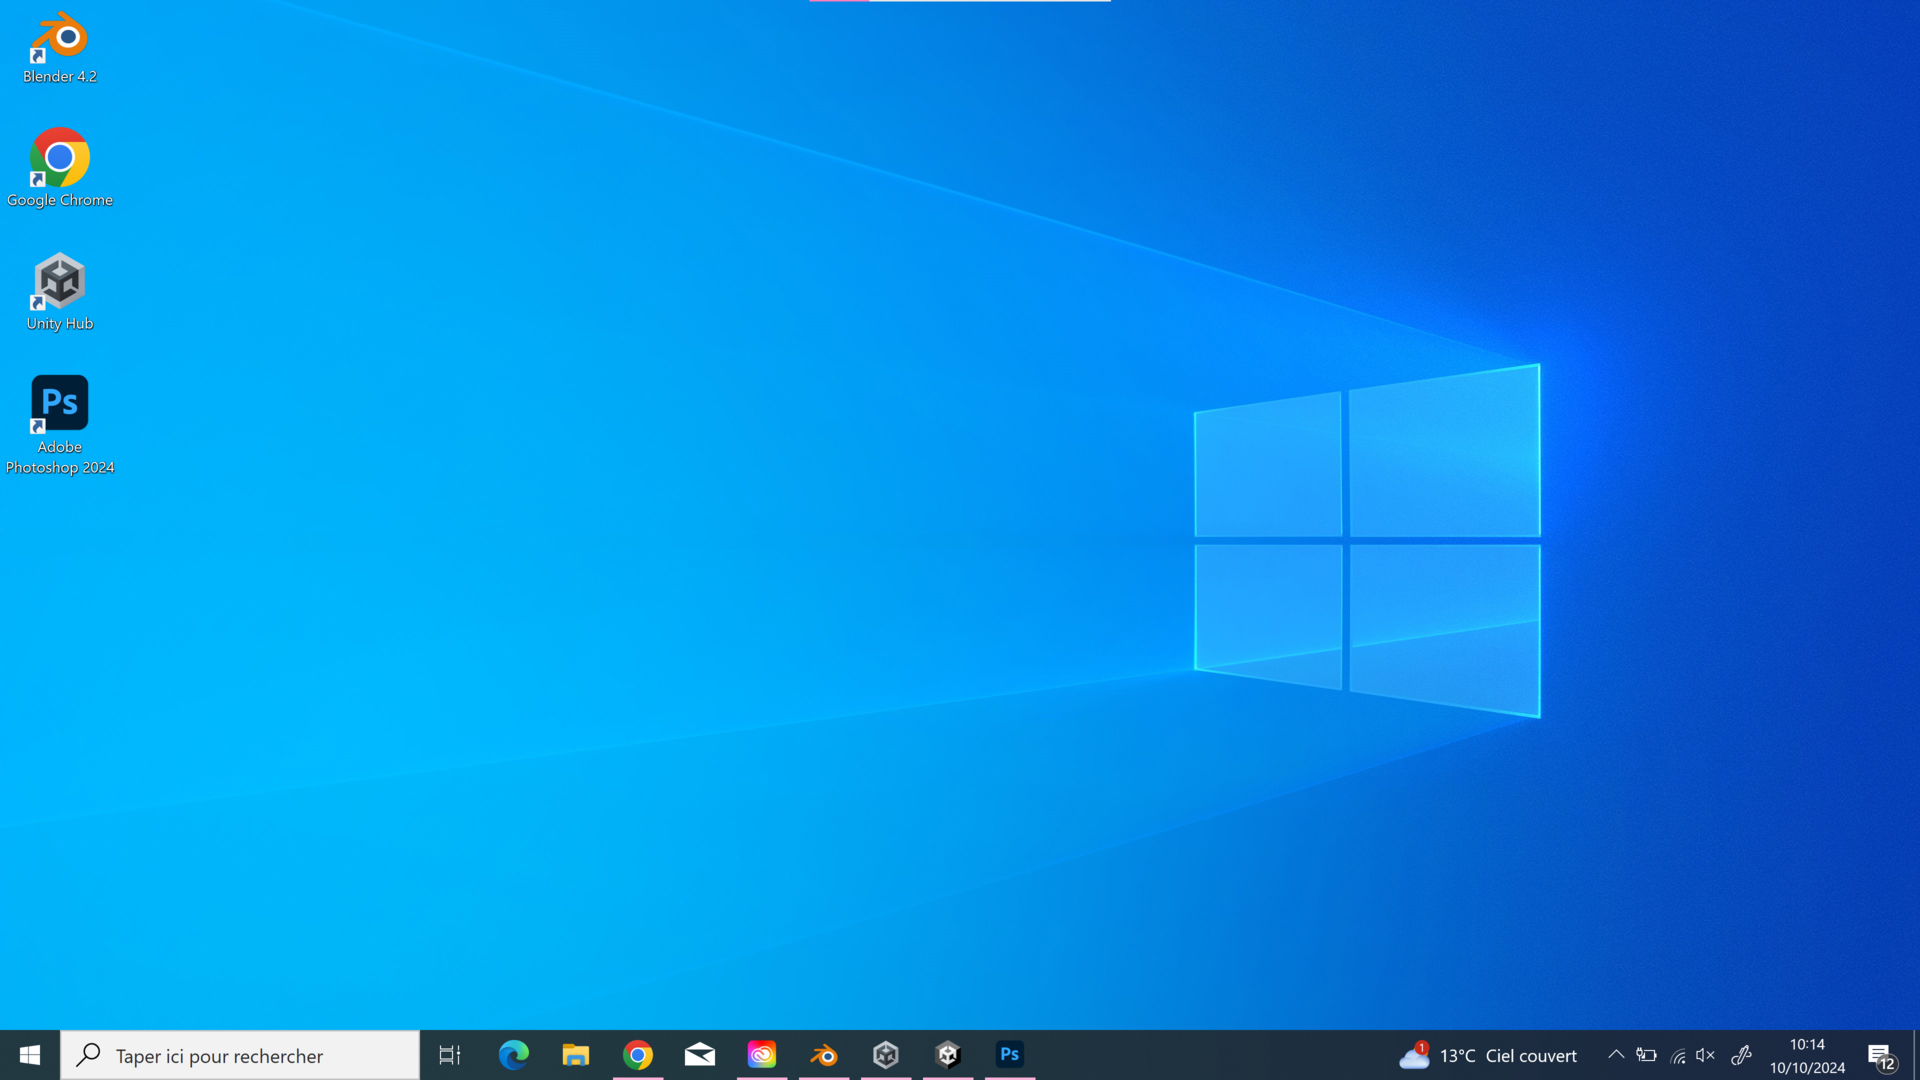 Blender 4.2
Google Chrome
Unity Hub
Ps
Adobe
Photoshop 2024
Taper ici pour rechercher
Ps
1
13°C Ciel couvert
10:14
10/10/2024
12